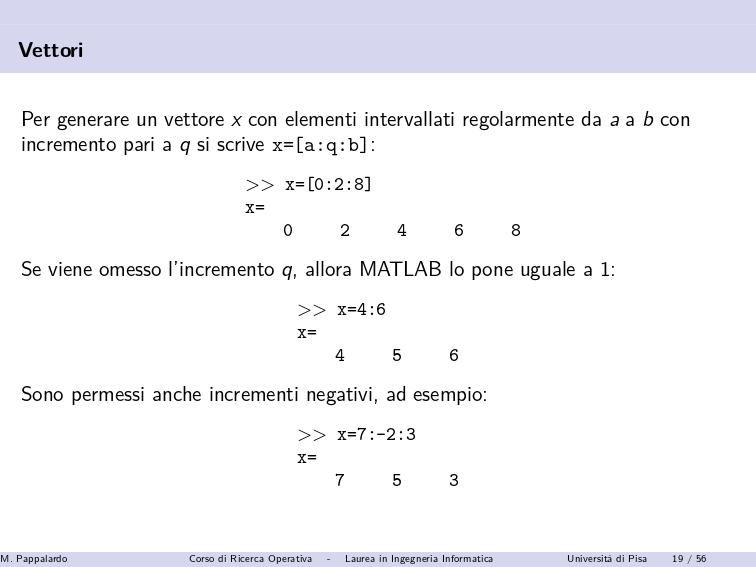 Vettori
Per generare un vettore x con elementi intervallati regolarmente da a a b con
incremento pari a q si scrive x=[a:q:b]:
>> x=[0:2:8]
x=
0 2 4 6 8
Se viene omesso l'incremento q, allora MATLAB lo pone uguale a 1:
>> x=4:6
x=
4 5 6
Sono permessi anche incrementi negativi, ad esempio:
>> x=7:-2:3
x=
7 5 3
M. Pappalardo Corso di Ricerca Operativa - Laurea in Ingegneria Informatica Università di Pisa 19 / 56